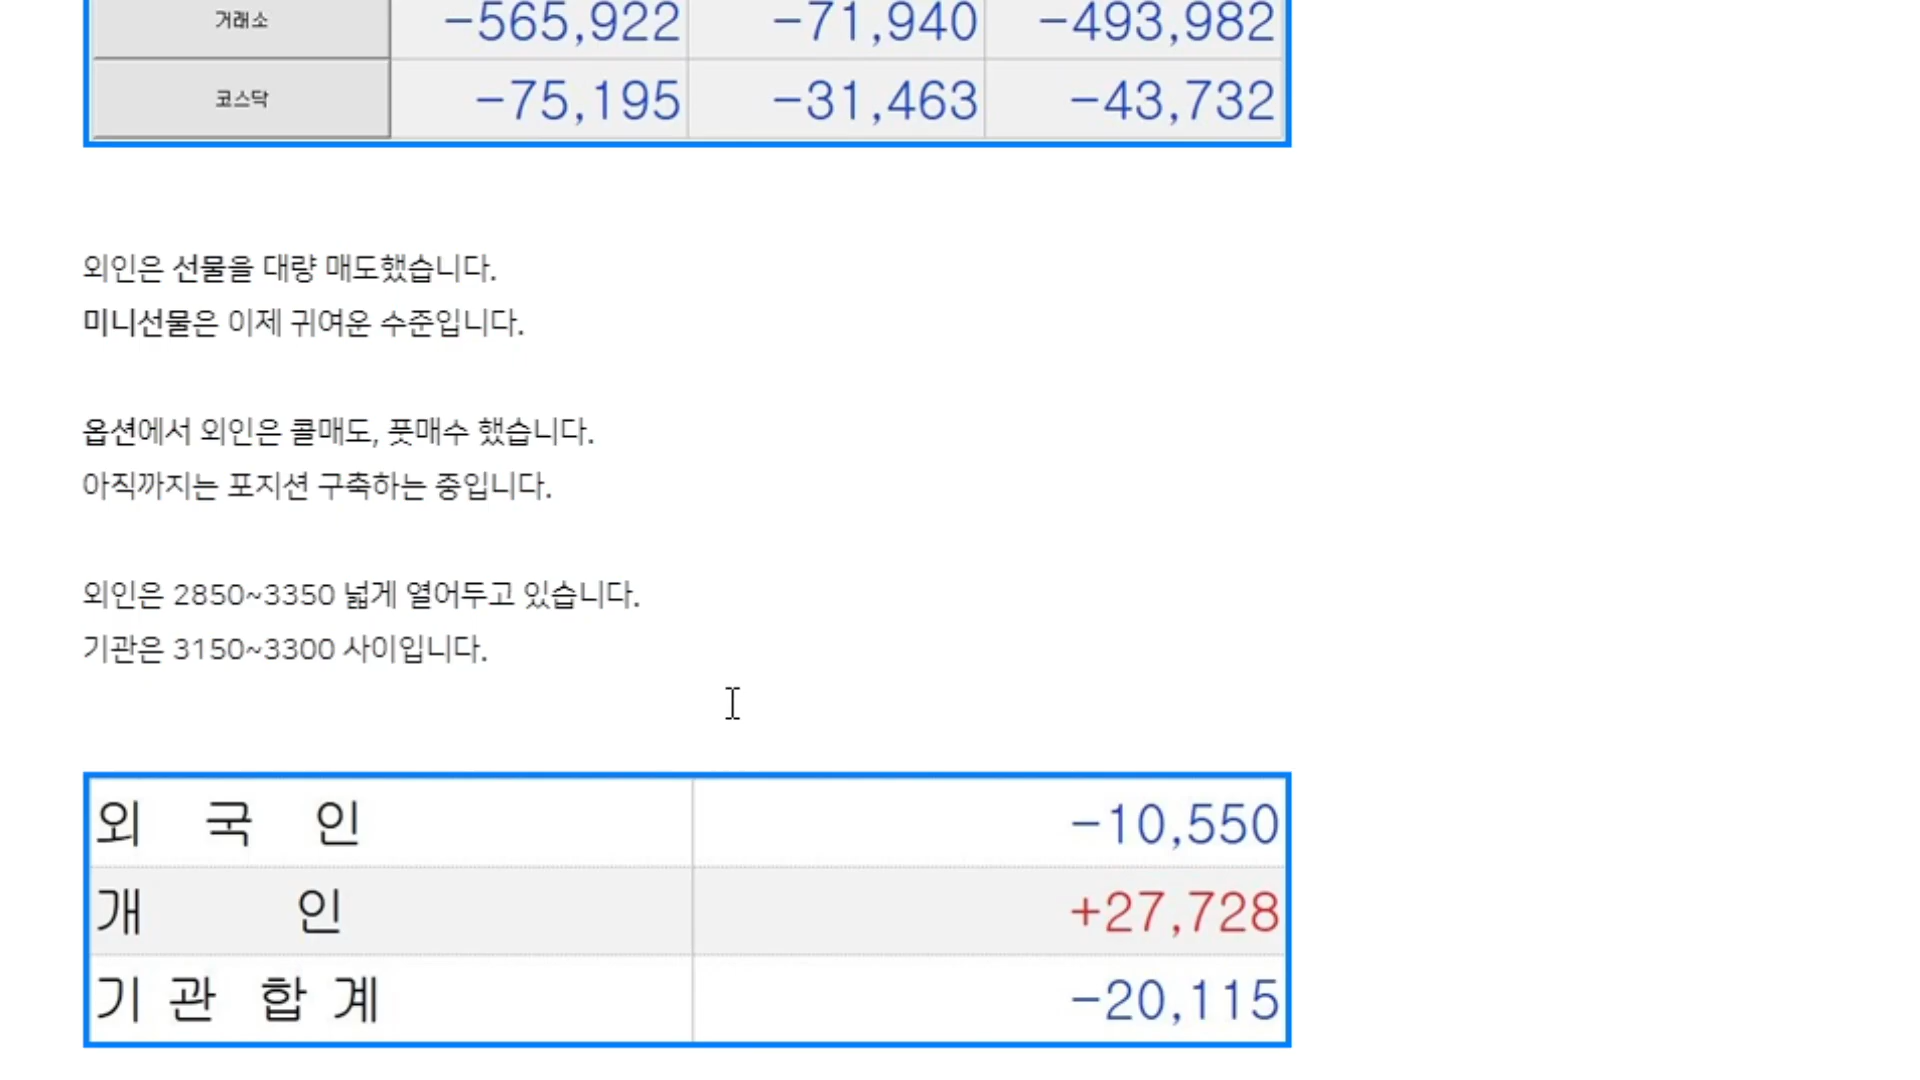 거래소 -565,922 -71,940 -493,982
코스닥 -75,195 -31,463 -43,732
외인은 선물을 대량 매도했습니다.
미니선물은 이제 귀여운 수준입니다.
옵션에서 외인은 콜매도, 풋매수 했습니다.
아직까지는 포지션 구축하는 중입니다.
외인은 2850~3350 넓게 열어두고 있습니다.
기관은 3150~3300 사이입니다.
외 국 인 -10,550
개 인 +27,728
기 관 합 계 -20,115